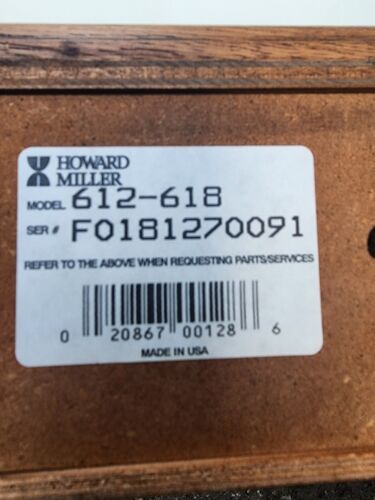 HOWARD
MILLER
MODEL 612-618
SER # F0181270091
REFER TO THE ABOVE WHEN REQUESTING PARTS/SERVICES
0 20867 00128 6
MADE IN USA